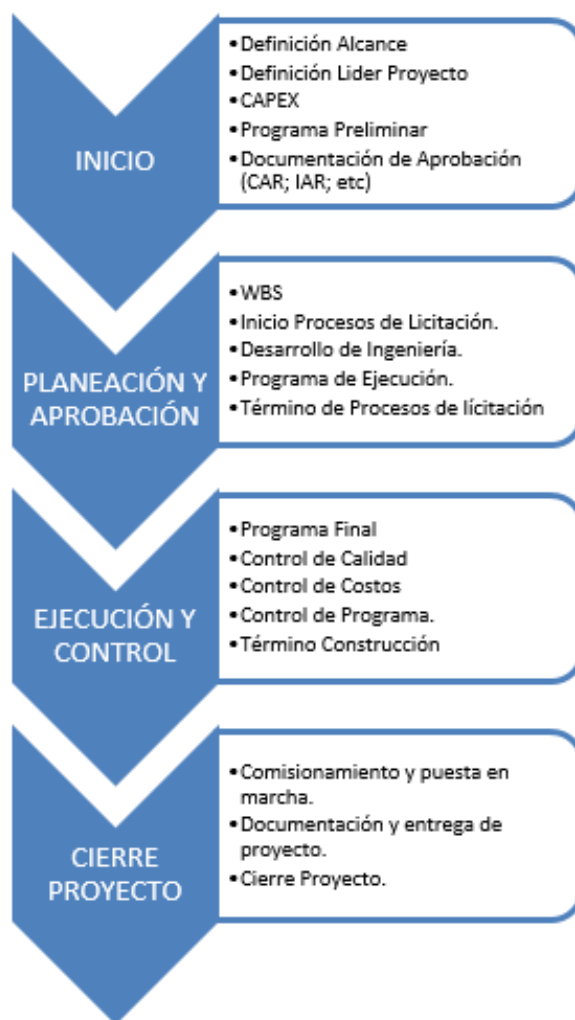 INICIO
•Definición Alcance
•Definición Lider Proyecto
•CAPEX
•Programa Preliminar
•Documentación de Aprobación
(CAR; IAR; etc)
PLANEACIÓN Y
APROBACIÓN
•WBS
•Inicio Procesos de Licitación.
•Desarrollo de Ingeniería.
•Programa de Ejecución.
•Término de Procesos de lícitación
EJECUCIÓN Y
CONTROL
•Programa Final
•Control de Calidad
•Control de Costos
•Control de Programa.
•Término Construcción
CIERRE
PROYECTO
•Comisionamiento y puesta en
marcha.
•Documentación y entrega de
proyecto.
•Cierre Proyecto.